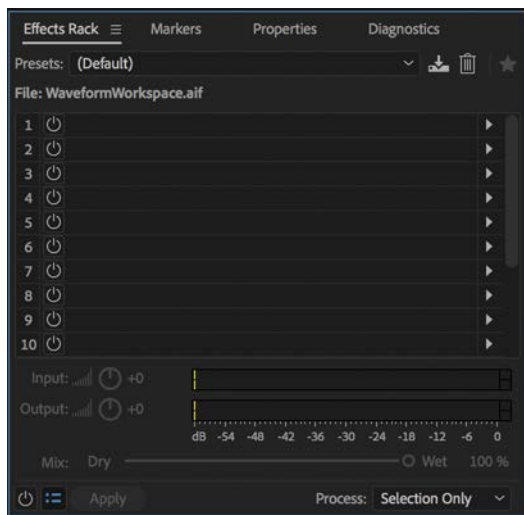 Effects Rack Markers Properties Diagnostics
Presets: (Default)
File: WaveformWorkspace.aif
1
2
3
4
5
6
7
8
9
10
Input: +0
Output: +0
dB -54 -48 -42 -36 -30 -24 -18 -12 -6 0
Mix: Dry Wet 100 %
Apply Process: Selection Only